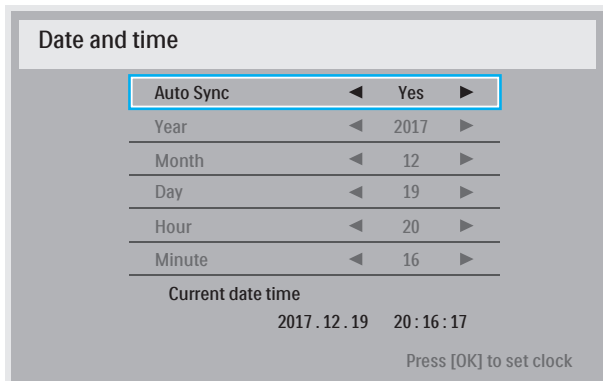 Date and time
Auto Sync ◀ Yes ▶
Year ◀ 2017 ▶
Month ◀ 12 ▶
Day ◀ 19 ▶
Hour ◀ 20 ▶
Minute ◀ 16 ▶
Current date time
2017 . 12 . 19 20 : 16 : 17
Press [OK] to set clock